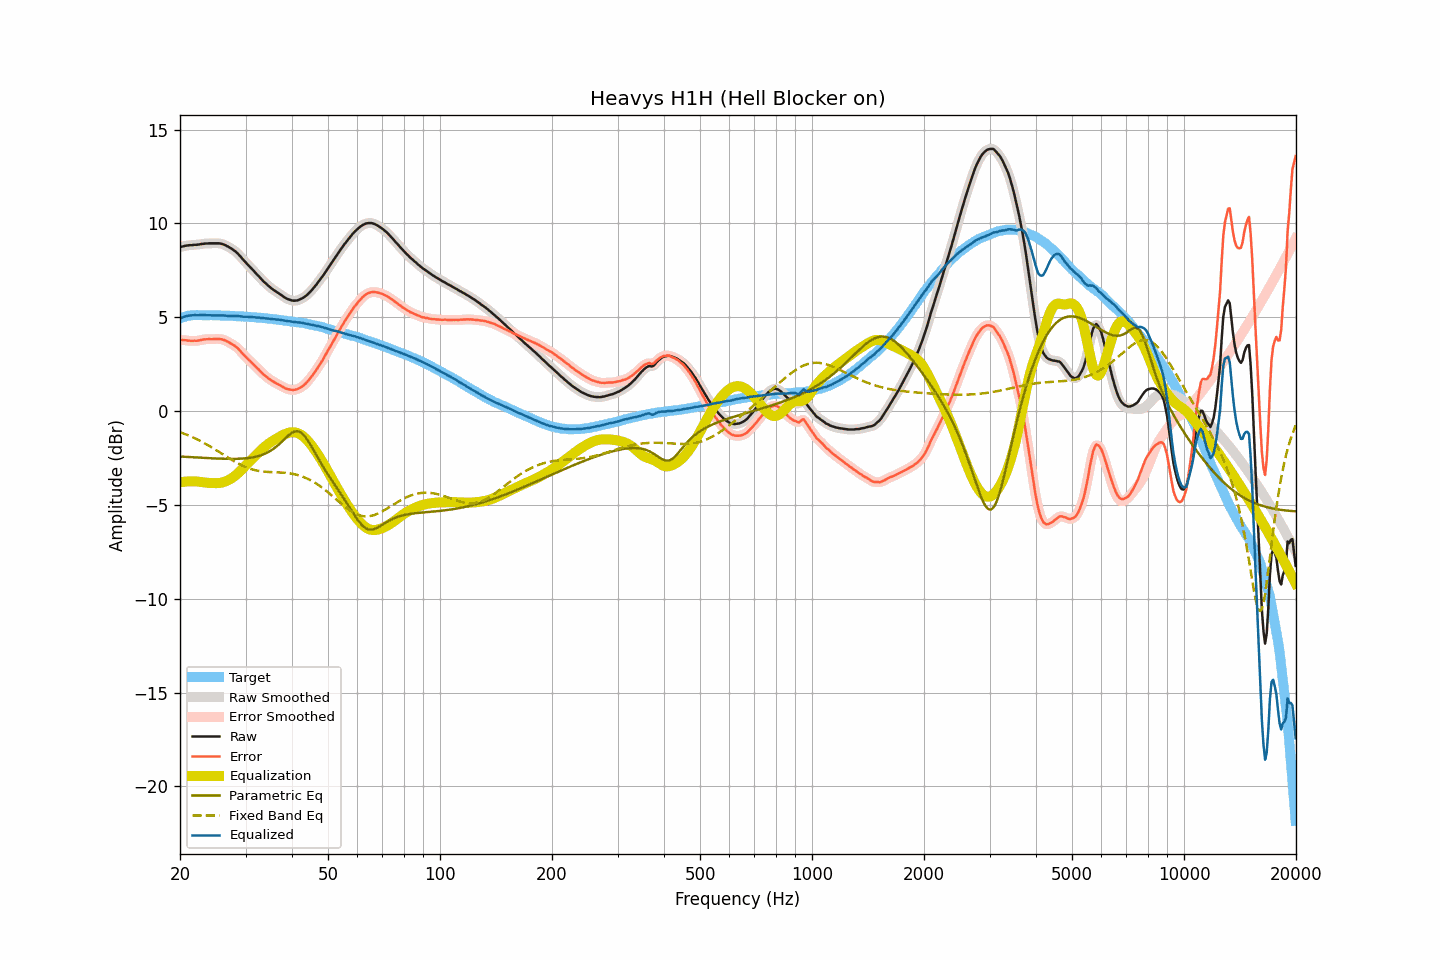 Heavys H1H (Hell Blocker on)
Amplitude (dBr)
15
10
5
0
−5
−10
−15
−20
Target
Raw Smoothed
Error Smoothed
Raw
Error
Equalization
Parametric Eq
Fixed Band Eq
Equalized
20 50 100 200 500 1000 2000 5000 10000 20000
Frequency (Hz)